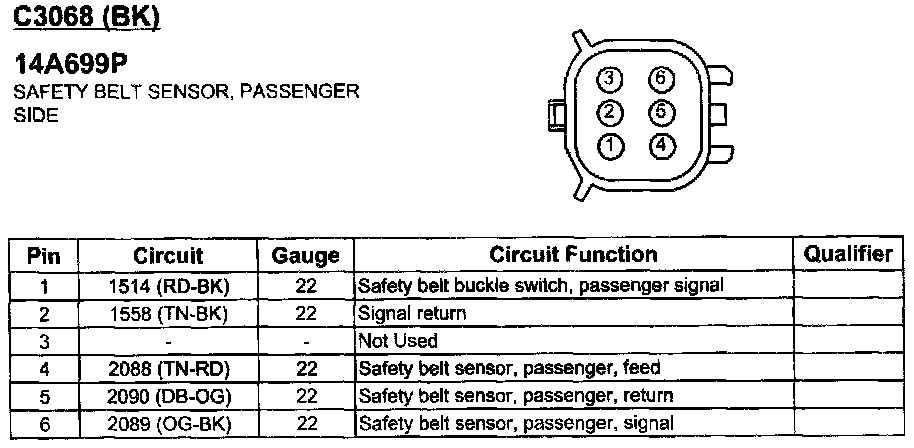 C3068 (BK)
14A699P
SAFETY BELT SENSOR, PASSENGER
SIDE
3 6
2 5
1 4
Pin Circuit Gauge Circuit Function Qualifier
1 1514 (RD-BK) 22 Safety belt buckle switch, passenger signal
2 1558 (TN-BK) 22 Signal return
3 - - Not Used
4 2088 (TN-RD) 22 Safety belt sensor, passenger, feed
5 2090 (DB-OG) 22 Safety belt sensor, passenger, return
6 2089 (OG-BK) 22 Safety belt sensor, passenger, signal